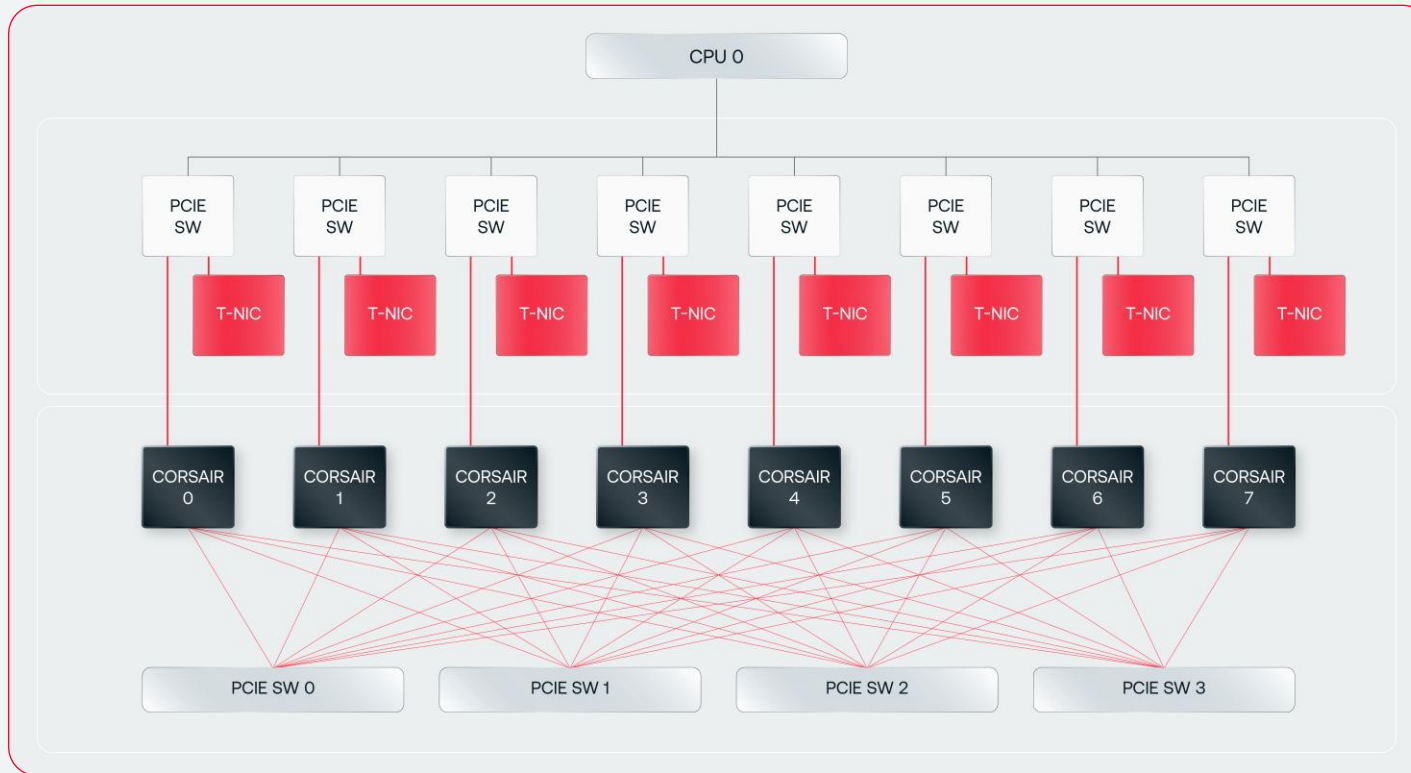 CPU 0
PCIE
SW
PCIE
SW
PCIE
SW
PCIE
SW
PCIE
SW
PCIE
SW
PCIE
SW
PCIE
SW
T-NIC
T-NIC
T-NIC
T-NIC
T-NIC
T-NIC
T-NIC
T-NIC
CORSAIR
0
CORSAIR
1
CORSAIR
2
CORSAIR
3
CORSAIR
4
CORSAIR
5
CORSAIR
6
CORSAIR
7
PCIE SW 0
PCIE SW 1
PCIE SW 2
PCIE SW 3